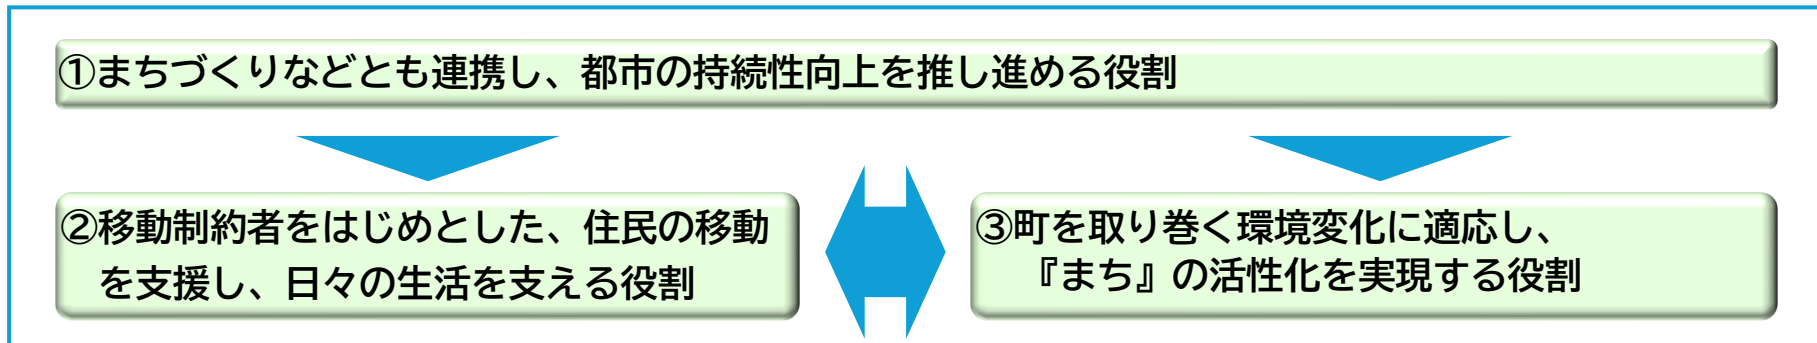 ①まちづくりなどとも連携し、都市の持続性向上を推し進める役割
②移動制約者をはじめとした、住民の移動
を支援し、日々の生活を支える役割
③町を取り巻く環境変化に適応し、
『まち』の活性化を実現する役割